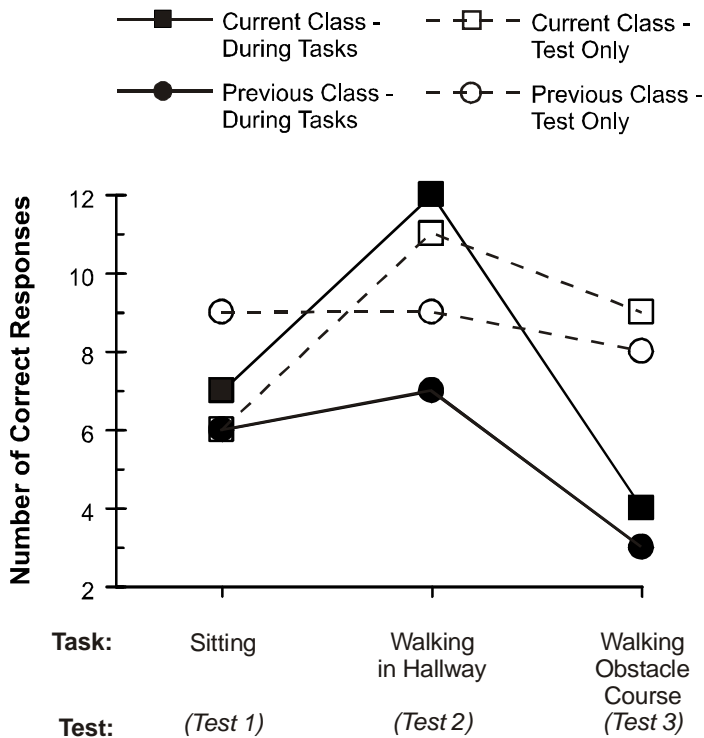 Current Class -
During Tasks
Current Class -
Test Only
Previous Class -
During Tasks
Previous Class -
Test Only
Number of Correct Responses
12
10
8
6
4
2
Task:
Sitting
Walking
in Hallway
Walking
Obstacle
Course
Test:
(Test 1)
(Test 2)
(Test 3)